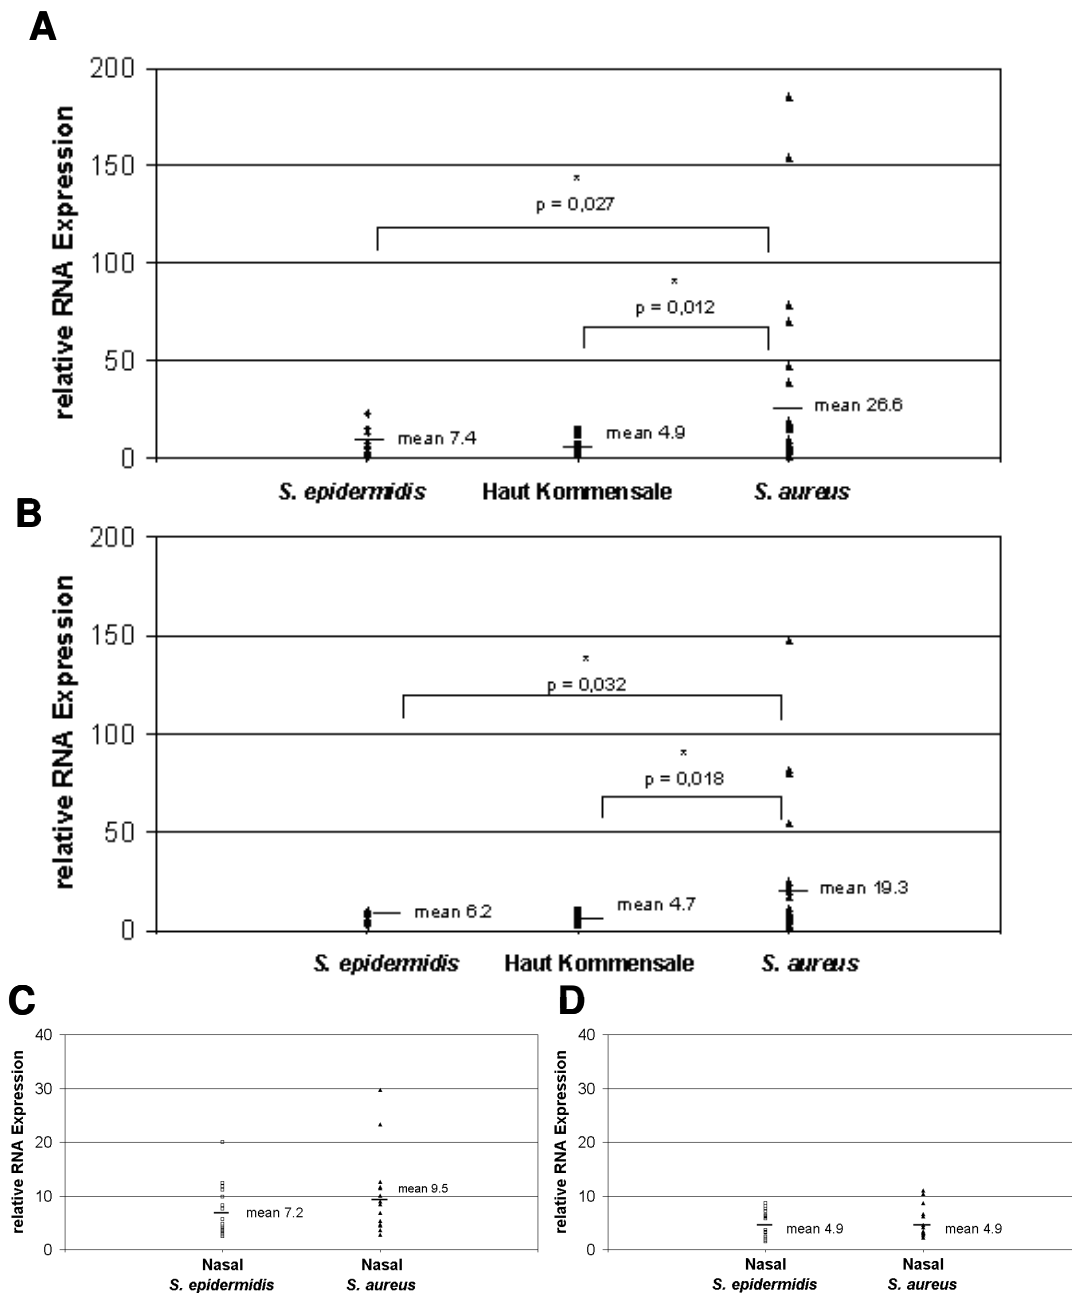 A
200
150
100
50
0
relative RNA Expression
*
p = 0,027
*
p = 0,012
mean 7.4
mean 4.9
mean 26.6
S. epidermidis Haut Kommensale S. aureus
B
200
150
100
50
0
relative RNA Expression
*
p = 0,032
*
p = 0,018
mean 6.2
mean 4.7
mean 19.3
S. epidermidis Haut Kommensale S. aureus
C
40
30
20
10
0
relative RNA Expression
mean 7.2
mean 9.5
Nasal Nasal
S. epidermidis S. aureus
D
40
30
20
10
0
relative RNA Expression
mean 4.9
mean 4.9
Nasal Nasal
S. epidermidis S. aureus